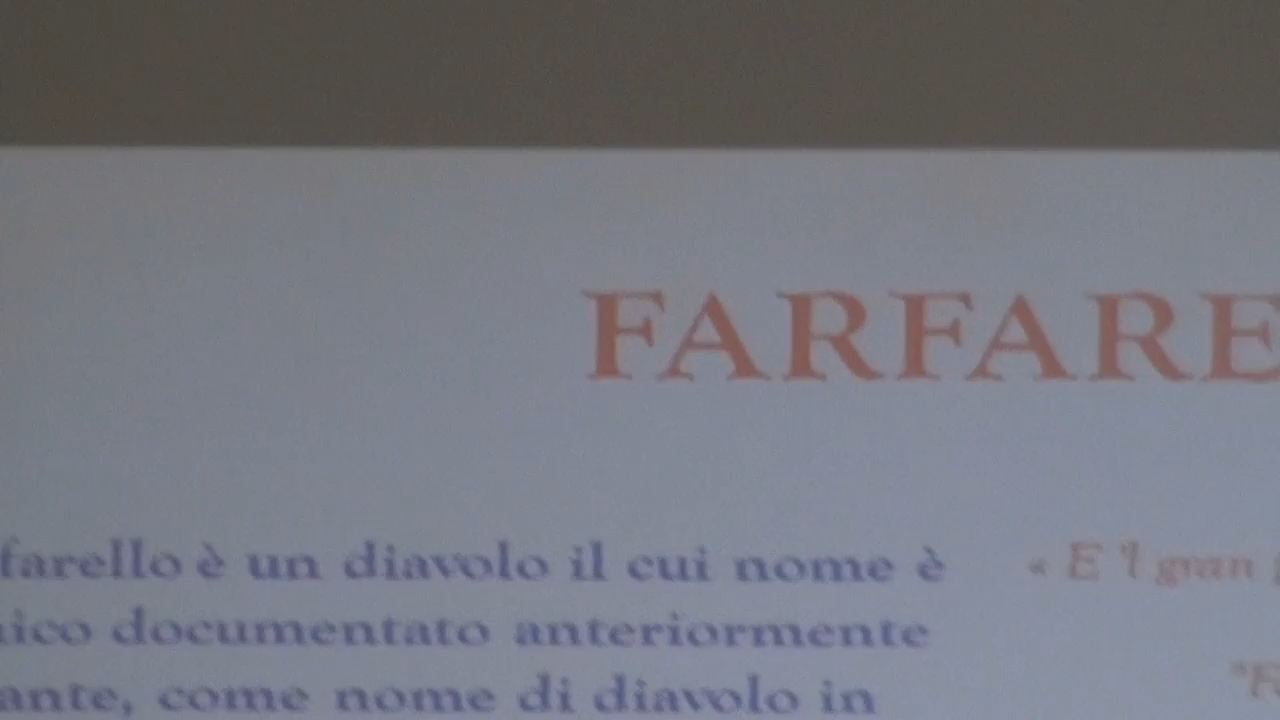 FARFARE
farello è un diavolo il cui nome è
ico documentato anteriormente
ante, come nome di diavolo in
« E 'l gran
"F